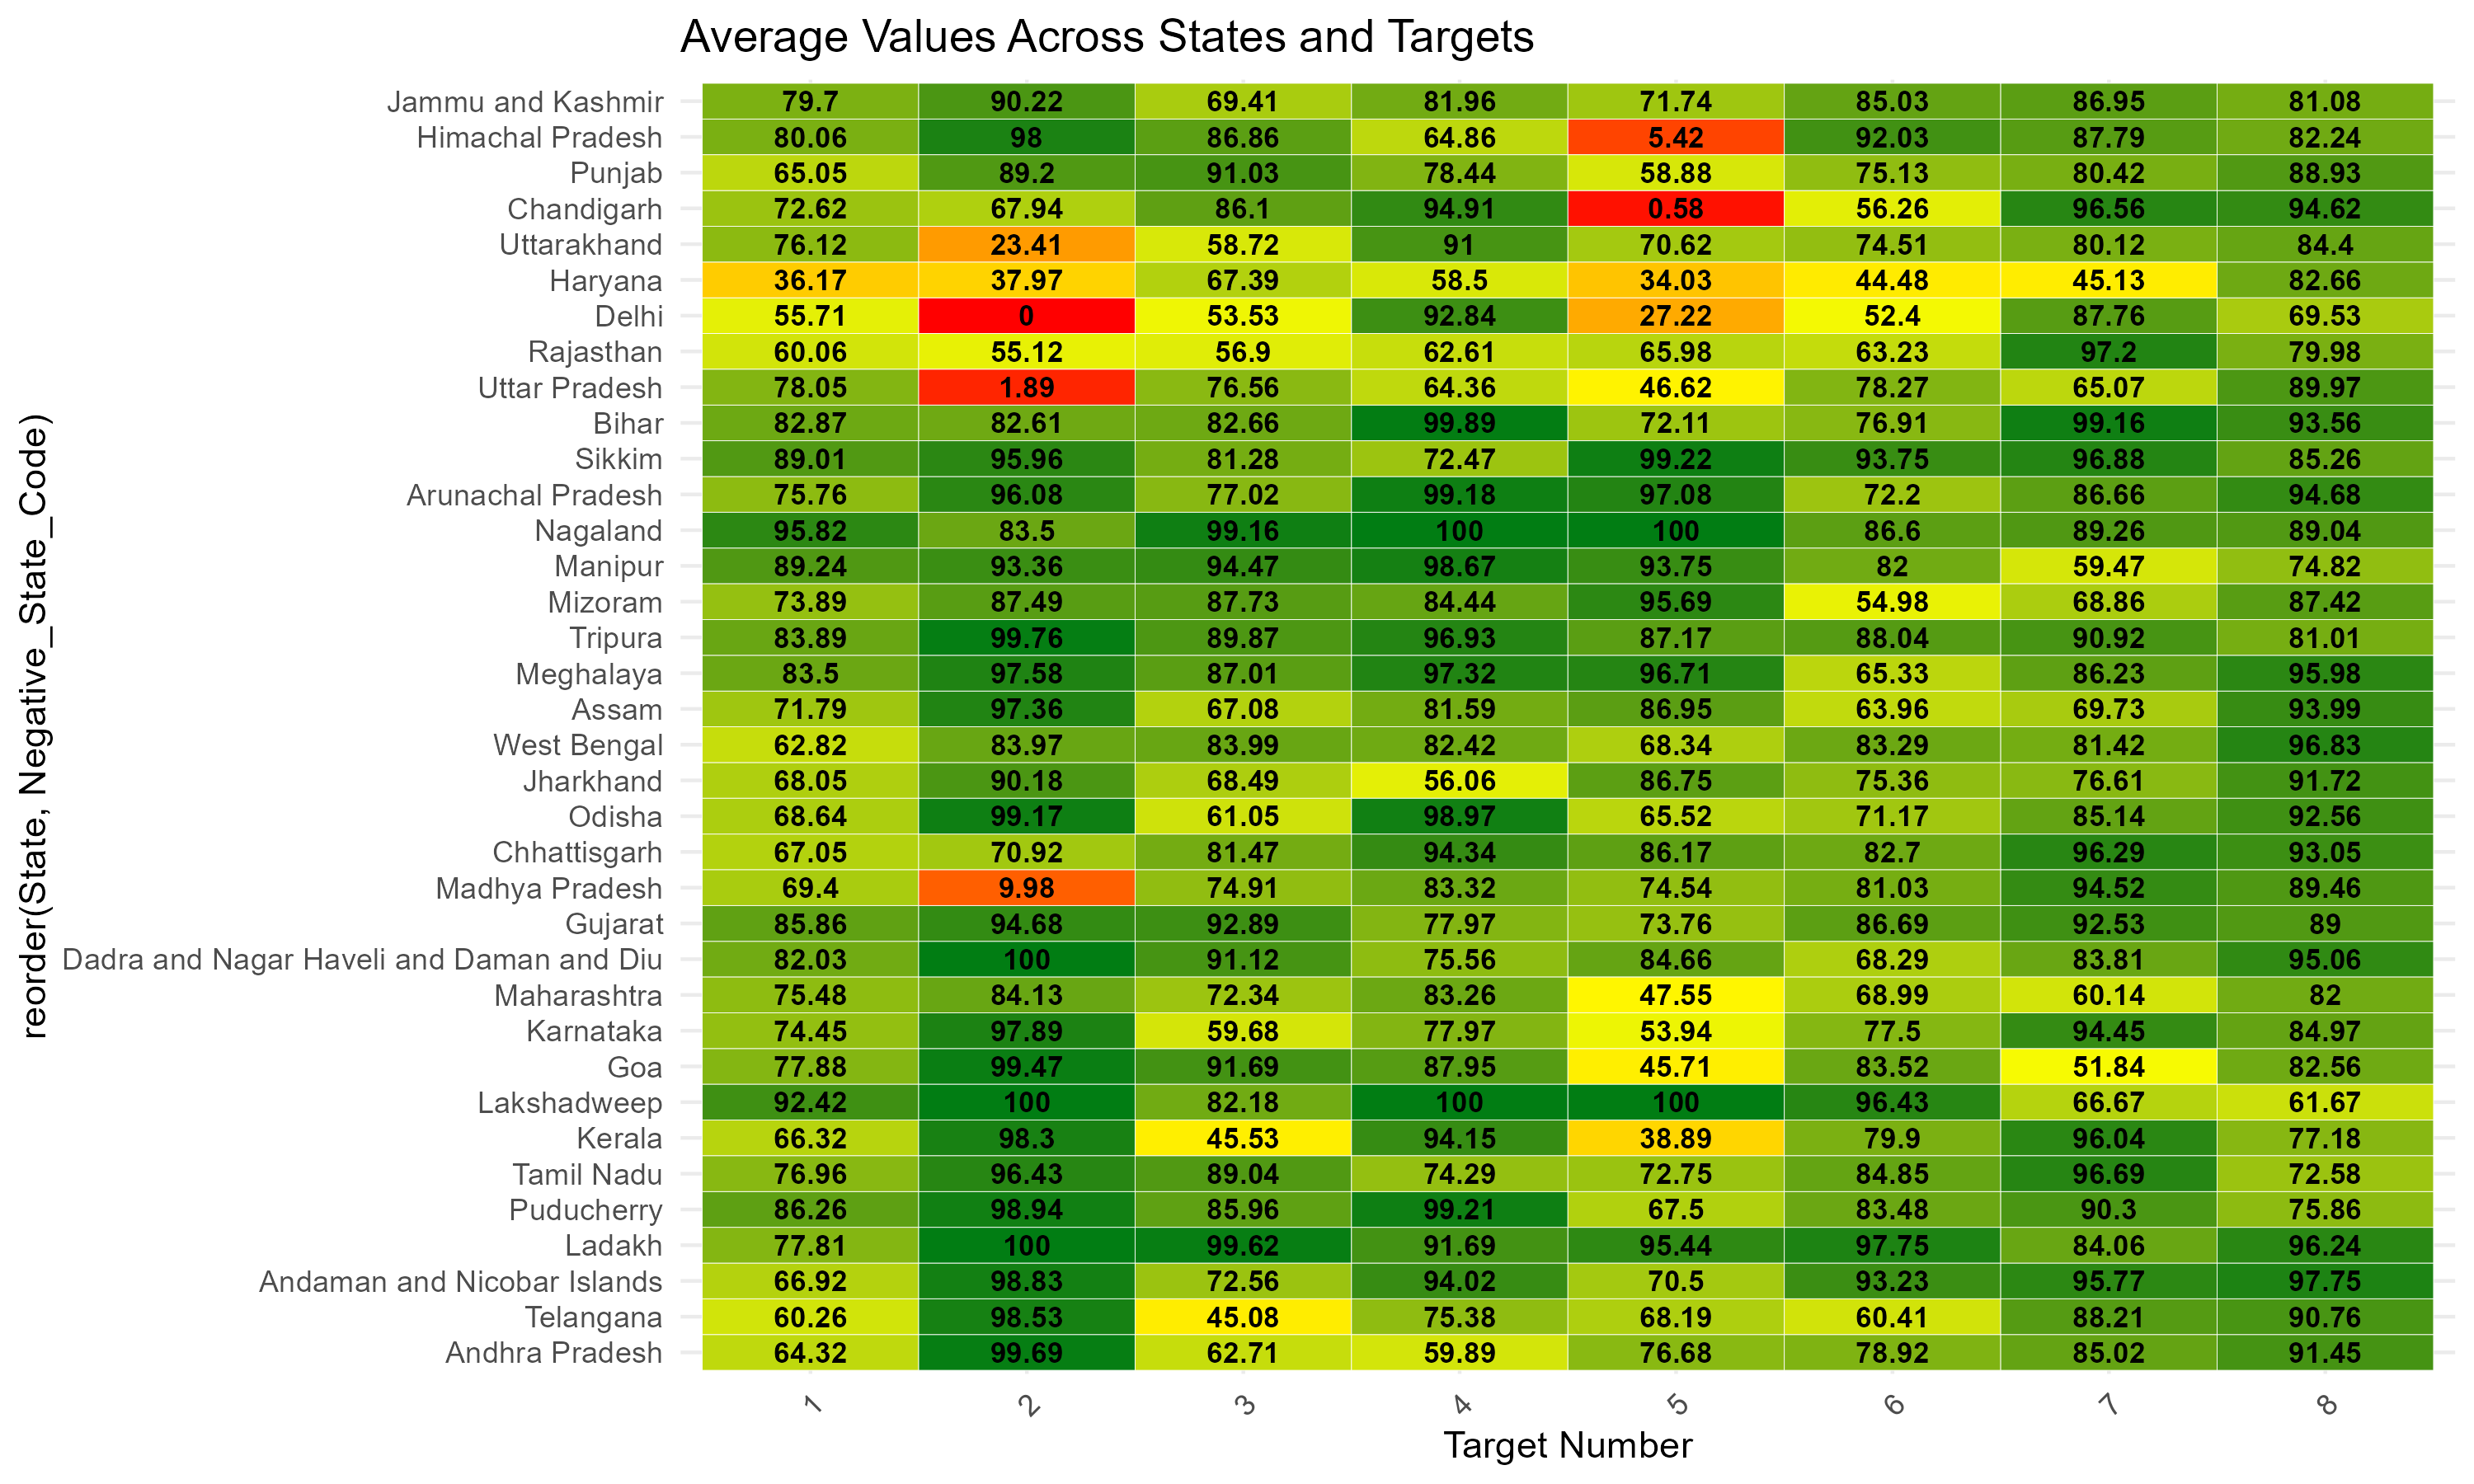 Average Values Across States and Targets
Jammu and Kashmir 79.7 90.22 69.41 81.96 71.74 85.03 86.95 81.08
Himachal Pradesh 80.06 98 86.86 64.86 5.42 92.03 87.79 82.24
Punjab 65.05 89.2 91.03 78.44 58.88 75.13 80.42 88.93
Chandigarh 72.62 67.94 86.1 94.91 0.58 56.26 96.56 94.62
Uttarakhand 76.12 23.41 58.72 91 70.62 74.51 80.12 84.4
Haryana 36.17 37.97 67.39 58.5 34.03 44.48 45.13 82.66
Delhi 55.71 0 53.53 92.84 27.22 52.4 87.76 69.53
Rajasthan 60.06 55.12 56.9 62.61 65.98 63.23 97.2 79.98
Uttar Pradesh 78.05 1.89 76.56 64.36 46.62 78.27 65.07 89.97
Bihar 82.87 82.61 82.66 99.89 72.11 76.91 99.16 93.56
Sikkim 89.01 95.96 81.28 72.47 99.22 93.75 96.88 85.26
Arunachal Pradesh 75.76 96.08 77.02 99.18 97.08 72.2 86.66 94.68
Nagaland 95.82 83.5 99.16 100 100 86.6 89.26 89.04
Manipur 89.24 93.36 94.47 98.67 93.75 82 59.47 74.82
Mizoram 73.89 87.49 87.73 84.44 95.69 54.98 68.86 87.42
Tripura 83.89 99.76 89.87 96.93 87.17 88.04 90.92 81.01
Meghalaya 83.5 97.58 87.01 97.32 96.71 65.33 86.23 95.98
Assam 71.79 97.36 67.08 81.59 86.95 63.96 69.73 93.99
West Bengal 62.82 83.97 83.99 82.42 68.34 83.29 81.42 96.83
Jharkhand 68.05 90.18 68.49 56.06 86.75 75.36 76.61 91.72
Odisha 68.64 99.17 61.05 98.97 65.52 71.17 85.14 92.56
Chhattisgarh 67.05 70.92 81.47 94.34 86.17 82.7 96.29 93.05
Madhya Pradesh 69.4 9.98 74.91 83.32 74.54 81.03 94.52 89.46
Gujarat 85.86 94.68 92.89 77.97 73.76 86.69 92.53 89
Dadra and Nagar Haveli and Daman and Diu 82.03 100 91.12 75.56 84.66 68.29 83.81 95.06
Maharashtra 75.48 84.13 72.34 83.26 47.55 68.99 60.14 82
Karnataka 74.45 97.89 59.68 77.97 53.94 77.5 94.45 84.97
Goa 77.88 99.47 91.69 87.95 45.71 83.52 51.84 82.56
Lakshadweep 92.42 100 82.18 100 100 96.43 66.67 61.67
Kerala 66.32 98.3 45.53 94.15 38.89 79.9 96.04 77.18
Tamil Nadu 76.96 96.43 89.04 74.29 72.75 84.85 96.69 72.58
Puducherry 86.26 98.94 85.96 99.21 67.5 83.48 90.3 75.86
Ladakh 77.81 100 99.62 91.69 95.44 97.75 84.06 96.24
Andaman and Nicobar Islands 66.92 98.83 72.56 94.02 70.5 93.23 95.77 97.75
Telangana 60.26 98.53 45.08 75.38 68.19 60.41 88.21 90.76
Andhra Pradesh 64.32 99.69 62.71 59.89 76.68 78.92 85.02 91.45
1 2 3 4 5 6 7 8
Target Number
reorder(State, Negative_State_Code)